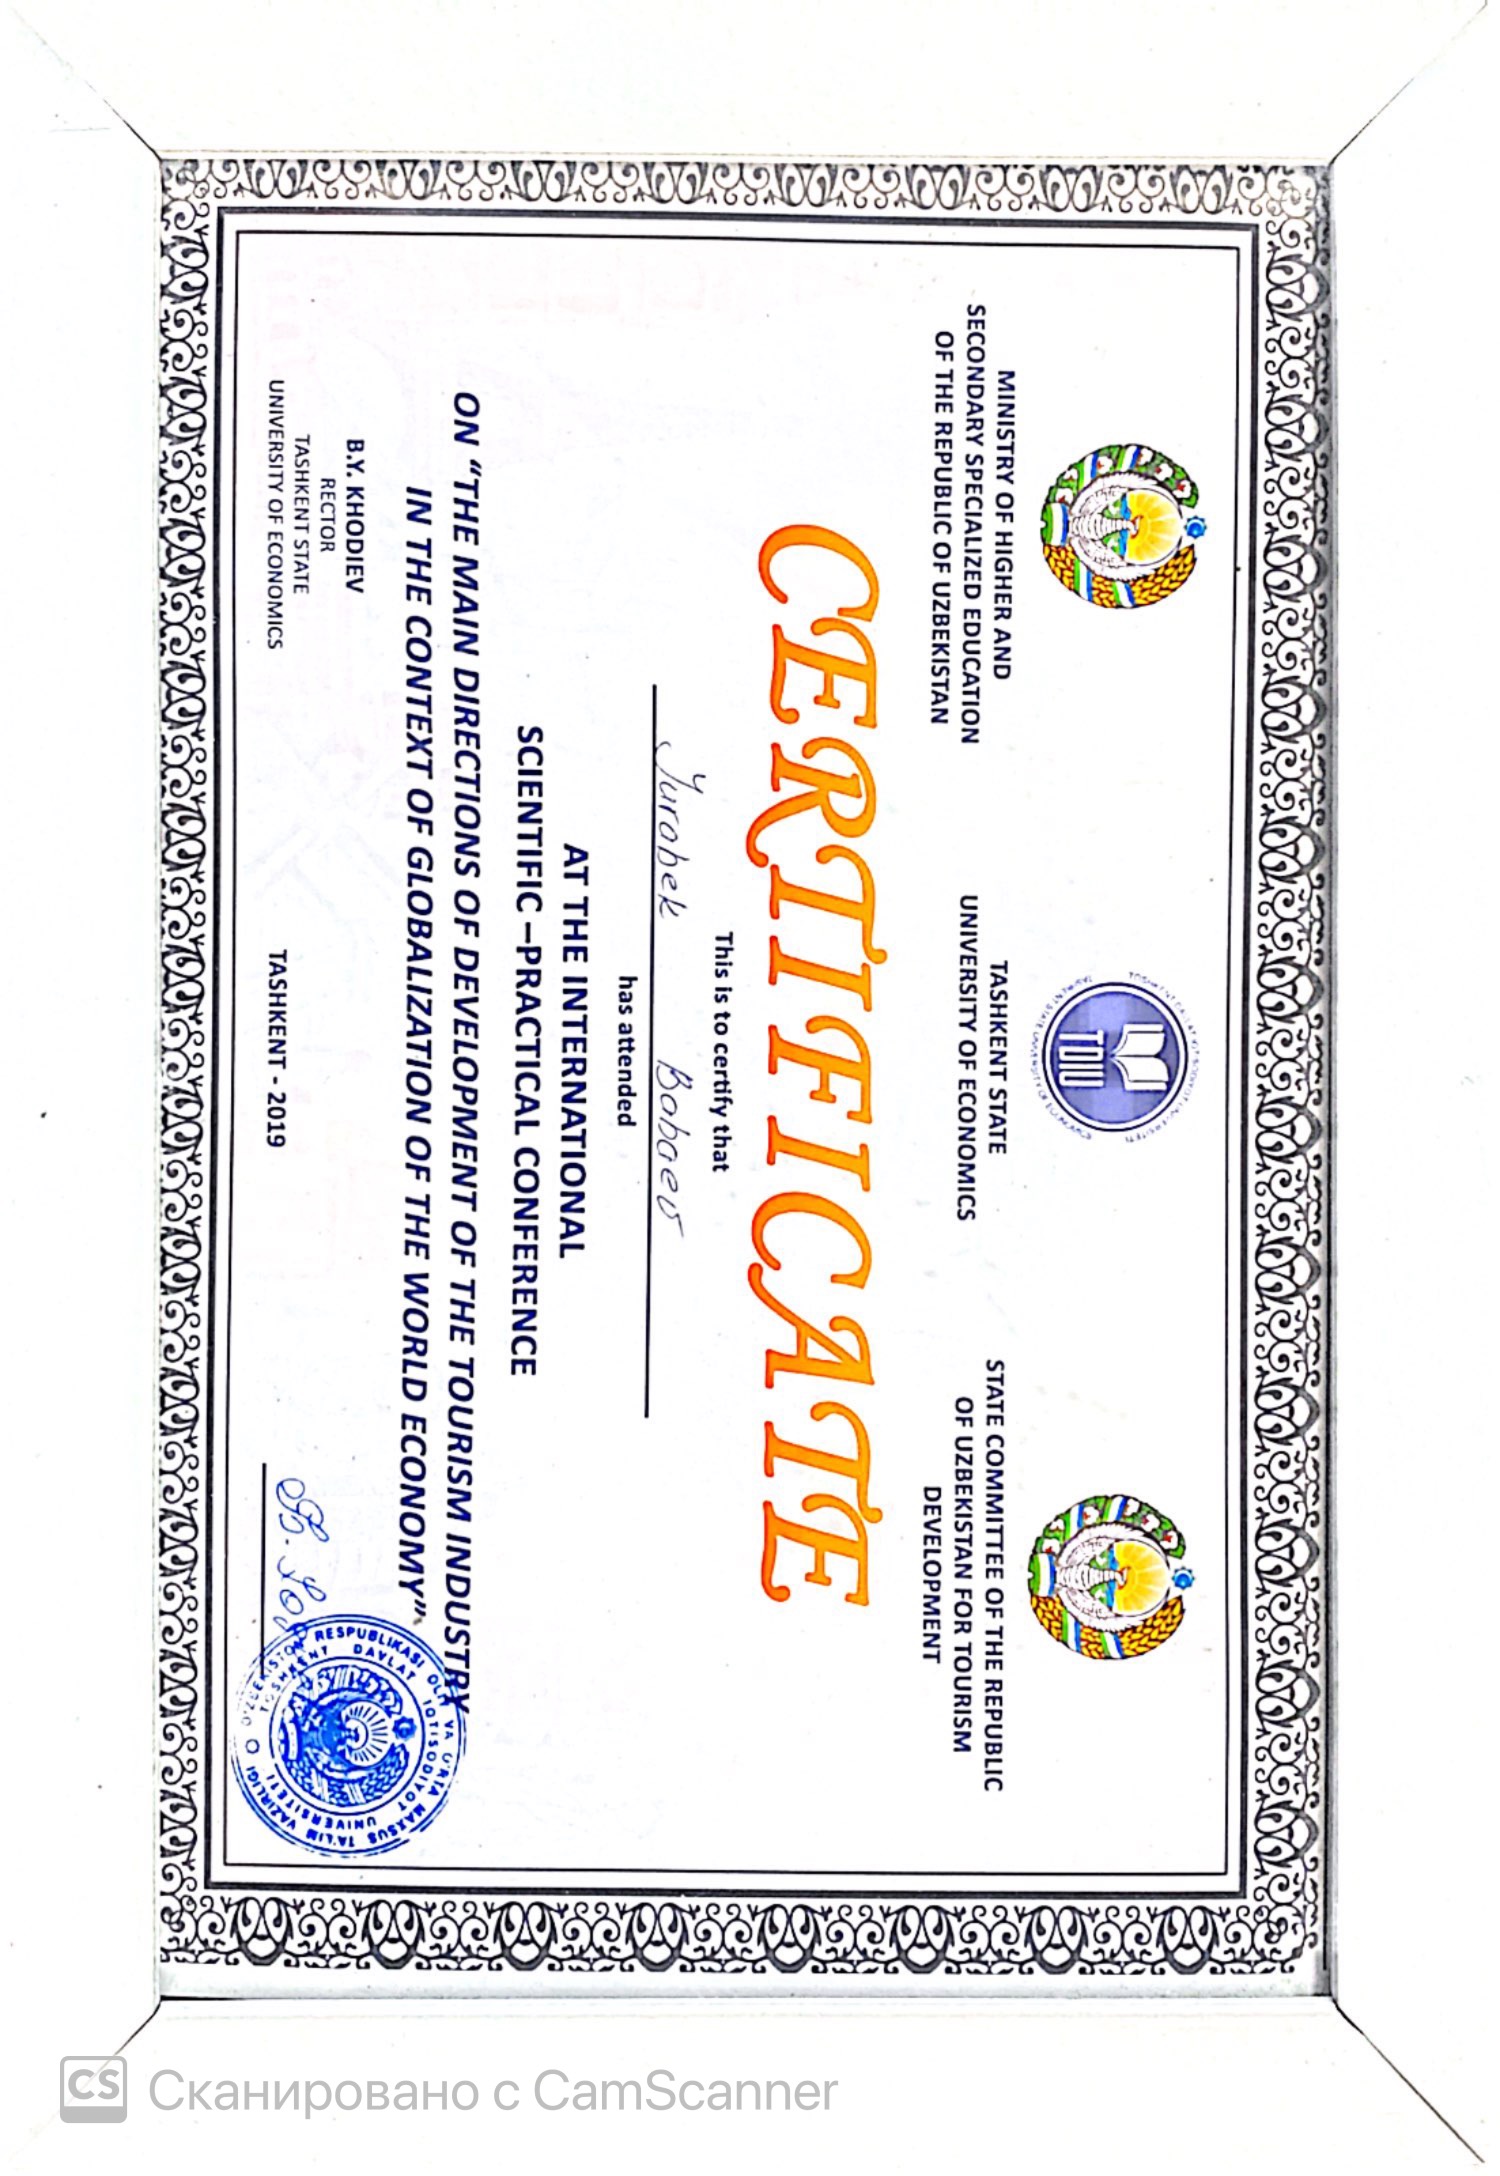 MINISTRY OF HIGHER AND
SECONDARY SPECIALIZED EDUCATION
OF THE REPUBLIC OF UZBEKISTAN
TDIU
TASHKENT STATE
UNIVERSITY OF ECONOMICS
STATE COMMITTEE OF THE REPUBLIC
OF UZBEKISTAN FOR TOURISM
DEVELOPMENT
CERTIFICATE
This is to certify that
Jurabek Babaev
has attended
AT THE INTERNATIONAL
SCIENTIFIC –PRACTICAL CONFERENCE
ON “THE MAIN DIRECTIONS OF DEVELOPMENT OF THE TOURISM INDUSTRY
IN THE CONTEXT OF GLOBALIZATION OF THE WORLD ECONOMY”
B.Y. KHODIEV
RECTOR
TASHKENT STATE
UNIVERSITY OF ECONOMICS
TASHKENT - 2019
RESPUBLIKASI OLIY VA O'RTA MAXSUS TA'LIM VAZIRLIGI
TOSHKENT DAVLAT IQTISODIYOT UNIVERSITETI
CS Сканировано с CamScanner